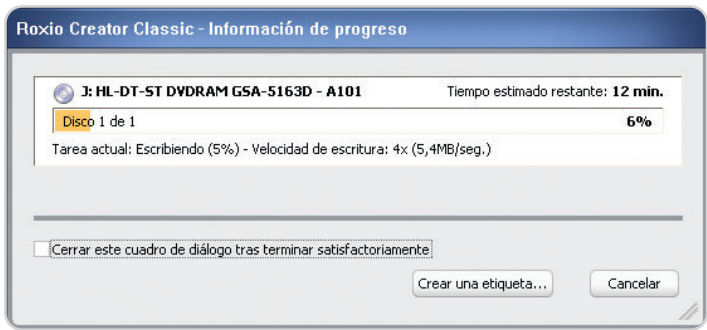 Roxio Creator Classic - Información de progreso
J: HL-DT-ST DVDRAM GSA-5163D - A101 Tiempo estimado restante: 12 min.
Disco 1 de 1 6%
Tarea actual: Escribiendo (5%) - Velocidad de escritura: 4x (5,4MB/seg.)
Cerrar este cuadro de diálogo tras terminar satisfactoriamente
Crear una etiqueta... Cancelar